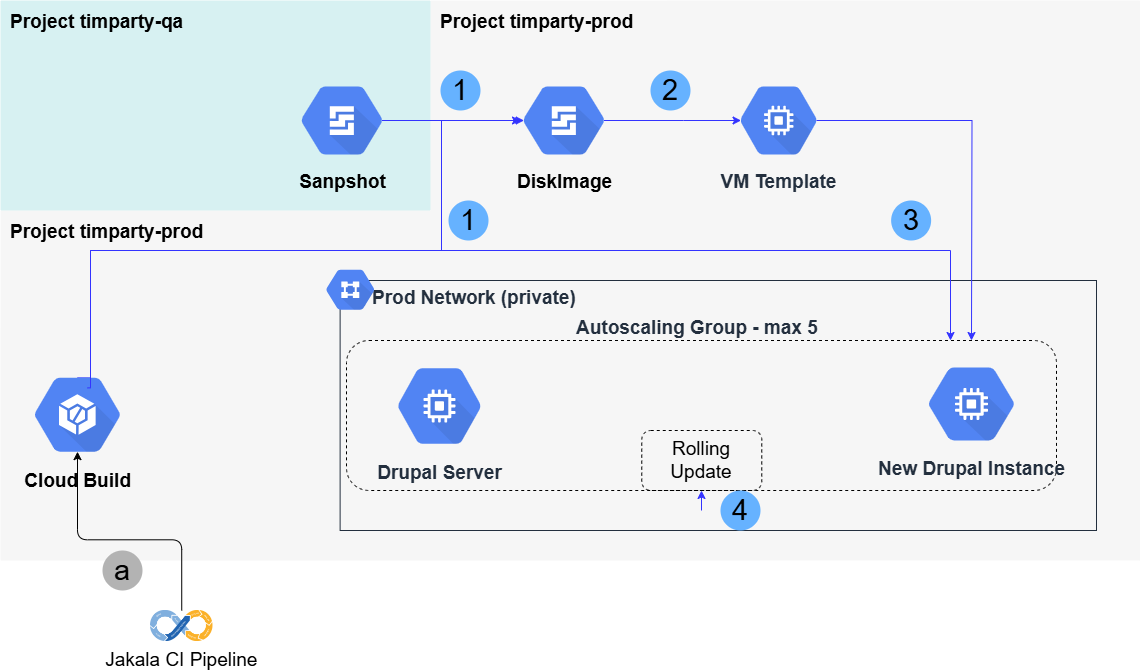 Project timparty-qa
Project timparty-prod
1
2
Sanpshot
DiskImage
VM Template
Project timparty-prod
1
3
Prod Network (private)
Autoscaling Group - max 5
Drupal Server
Rolling
Update
New Drupal Instance
Cloud Build
4
a
Jakala CI Pipeline